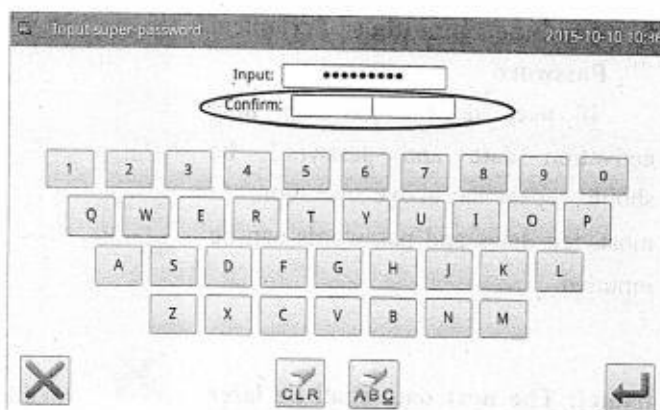 Input super-password 2015-10-10 10:36
Input: •••••••••
Confirm:
1 2 3 4 5 6 7 8 9 0
Q W E R T Y U I O P
A S D F G H J K L
Z X C V B N M
CLR ABC